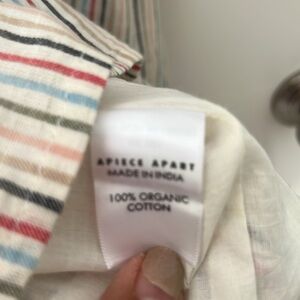 APIECE APART
MADE IN INDIA
100% ORGANIC
COTTON